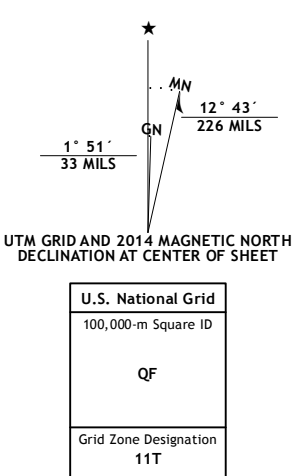 ★
MN
12° 43´
226 MILS
GN
1° 51´
33 MILS
UTM GRID AND 2014 MAGNETIC NORTH
DECLINATION AT CENTER OF SHEET
U.S. National Grid
100,000-m Square ID
QF
Grid Zone Designation
11T